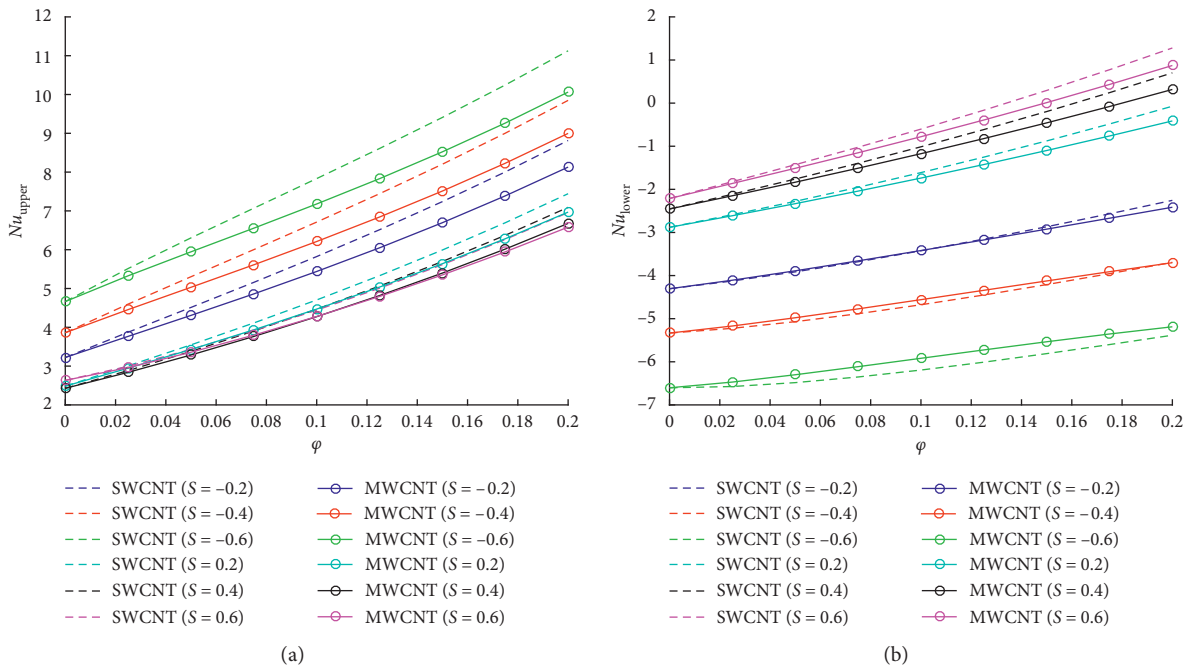 12
11
10
9
8
7
6
5
4
3
2
Nu upper
0 0.02 0.04 0.06 0.08 0.1 0.12 0.14 0.16 0.18 0.2
φ
SWCNT (S = –0.2)
SWCNT (S = –0.4)
SWCNT (S = –0.6)
SWCNT (S = 0.2)
SWCNT (S = 0.4)
SWCNT (S = 0.6)
MWCNT (S = –0.2)
MWCNT (S = –0.4)
MWCNT (S = –0.6)
MWCNT (S = 0.2)
MWCNT (S = 0.4)
MWCNT (S = 0.6)
(a)
2
1
0
–1
–2
–3
–4
–5
–6
–7
Nu lower
0 0.02 0.04 0.06 0.08 0.1 0.12 0.14 0.16 0.18 0.2
φ
SWCNT (S = –0.2)
SWCNT (S = –0.4)
SWCNT (S = –0.6)
SWCNT (S = 0.2)
SWCNT (S = 0.4)
SWCNT (S = 0.6)
MWCNT (S = –0.2)
MWCNT (S = –0.4)
MWCNT (S = –0.6)
MWCNT (S = 0.2)
MWCNT (S = 0.4)
MWCNT (S = 0.6)
(b)